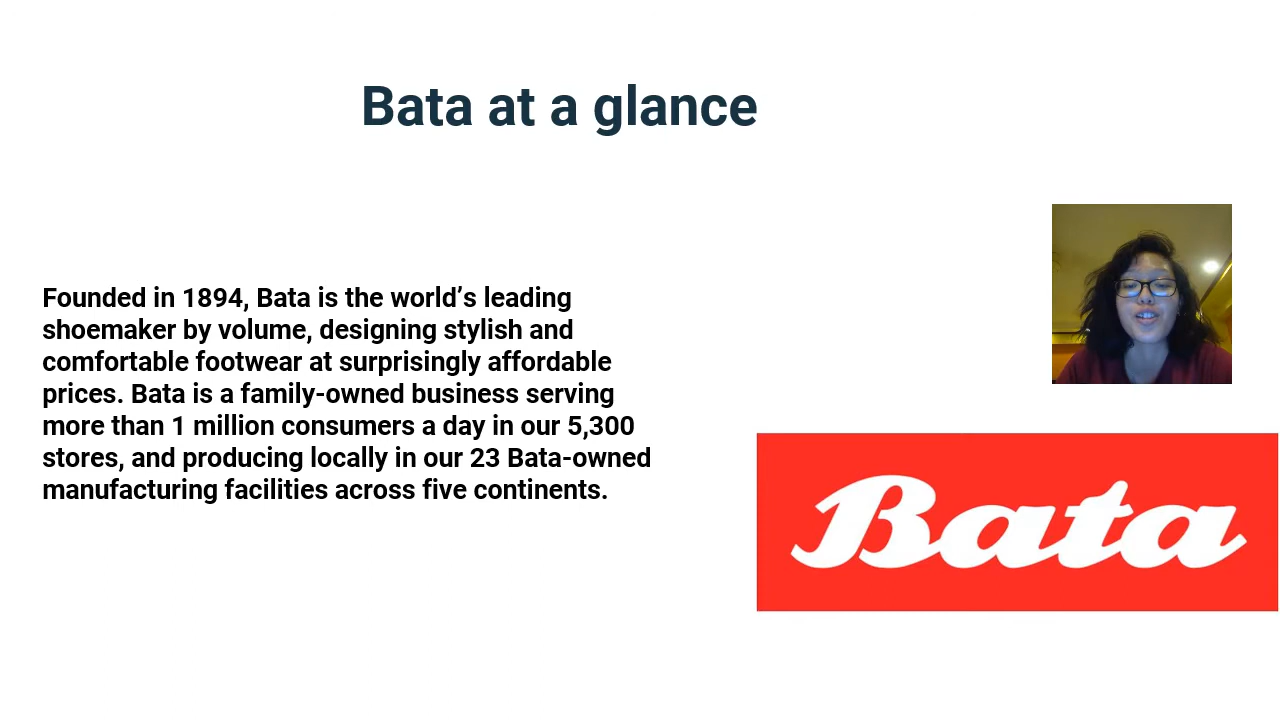 Bata at a glance
Founded in 1894, Bata is the world’s leading
shoemaker by volume, designing stylish and
comfortable footwear at surprisingly affordable
prices. Bata is a family-owned business serving
more than 1 million consumers a day in our 5,300
stores, and producing locally in our 23 Bata-owned
manufacturing facilities across five continents.
Bata